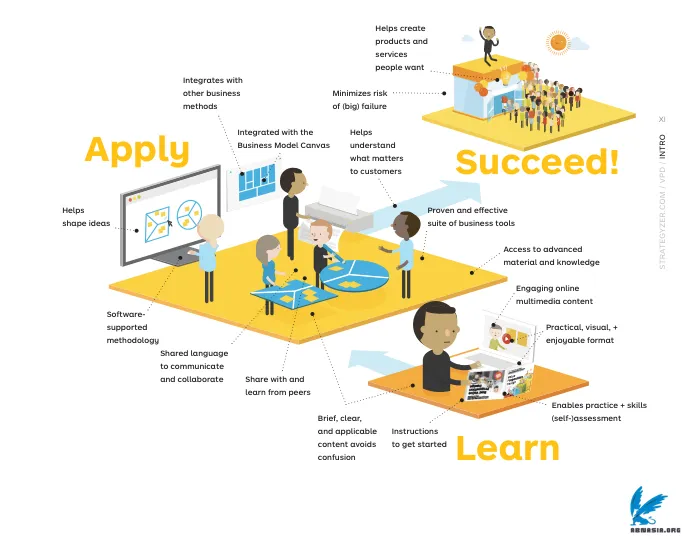 Helps create
products and
services
people want
Integrates with
other business
methods
Minimizes risk
of (big) failure
XI
Integrated with the
Business Model Canvas
Helps
understand
what matters
to customers
Apply
Succeed!
STRATEGYZER.COM / VPD / INTRO
Helps
shape ideas
Proven and effective
suite of business tools
Access to advanced
material and knowledge
Engaging online
multimedia content
Software-
supported
methodology
Practical, visual, +
enjoyable format
Shared language
to communicate
and collaborate
Share with and
learn from peers
Enables practice + skills
(self-)assessment
Brief, clear,
and applicable
content avoids
confusion
Instructions
to get started
Learn
ABNASIA.ORG